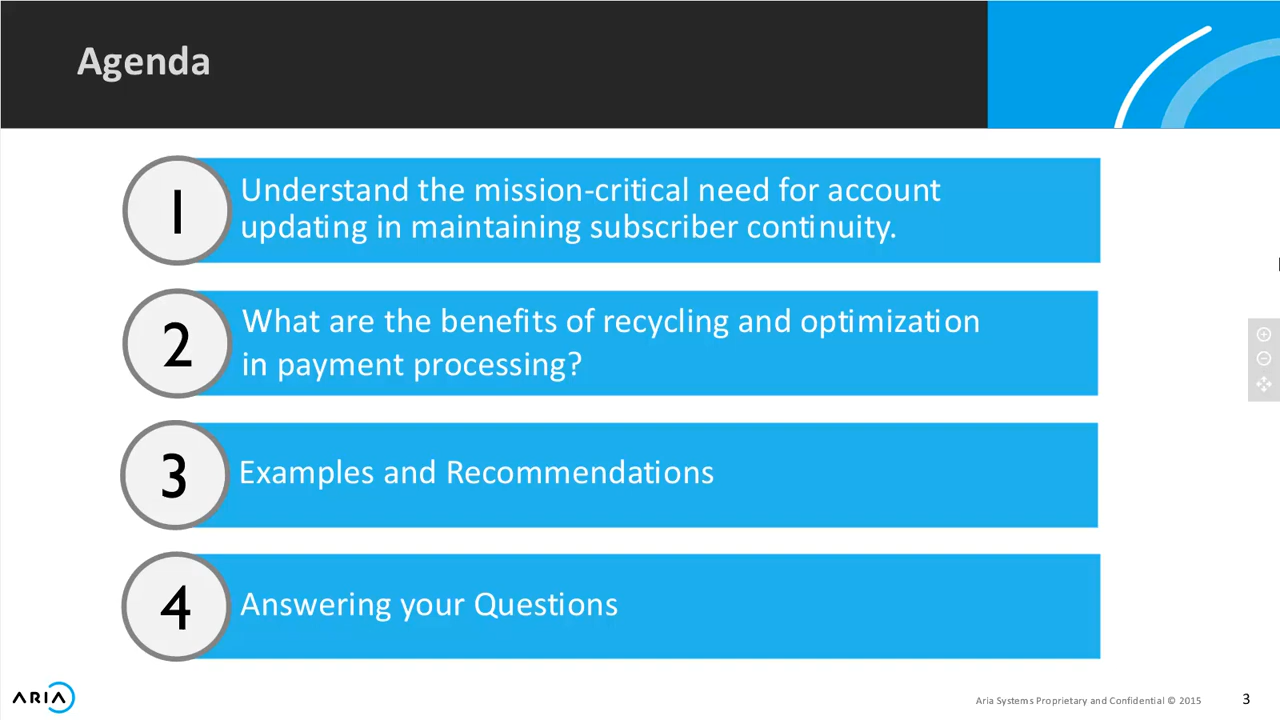 Agenda
1
Understand the mission-critical need for account
updating in maintaining subscriber continuity.
2
What are the benefits of recycling and optimization
in payment processing?
3
Examples and Recommendations
4
Answering your Questions
ARIA
Aria Systems Proprietary and Confidential © 2015
3